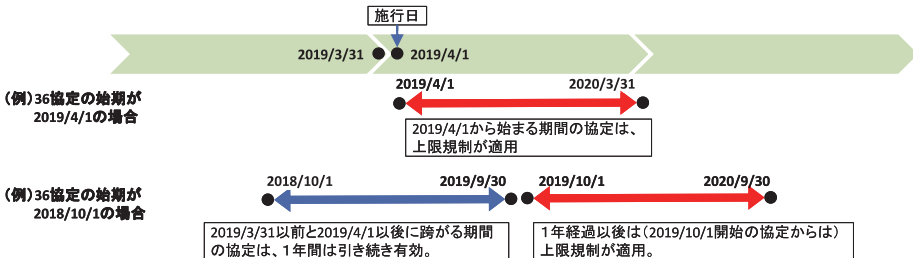 施行日
2019/3/31
2019/4/1
(例)36協定の始期が
2019/4/1の場合
2019/4/1
2020/3/31
2019/4/1から始まる期間の協定は、
上限規制が適用
(例)36協定の始期が
2018/10/1の場合
2018/10/1
2019/9/30
2019/10/1
2020/9/30
2019/3/31以前と2019/4/1以後に跨がる期間
の協定は、1年間は引き続き有効。
1年経過以後は(2019/10/1開始の協定からは)
上限規制が適用。